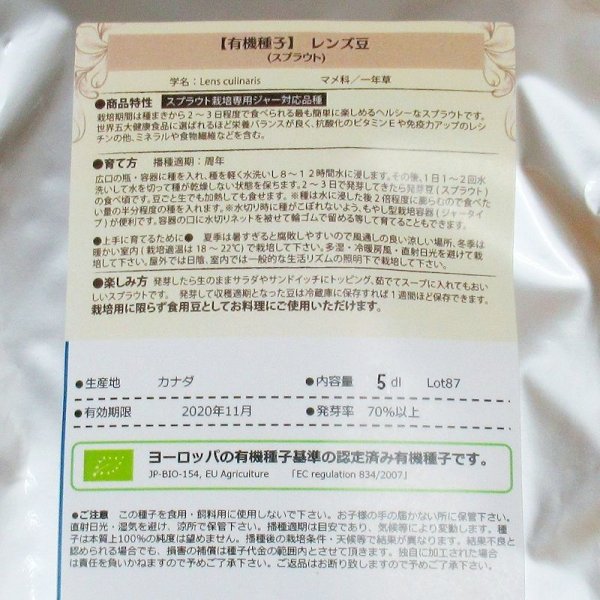 【有機種子】 レンズ豆
(スプラウト)
学名：Lens culinaris マメ科／一年草
●商品特性 スプラウト栽培専用ジャー対応品種
栽培期間は種まきから２～３日程度で食べられる最も簡単に楽しめるヘルシーなスプラウトです。
世界五大健康食品に選ばれるほど栄養バランスが良く、抗酸化のビタミンEや免疫力アップのレシ
チンの他、ミネラルや食物繊維などを含む。
●育て方 播種適期：周年
広口の瓶・容器に種を入れ、種を軽く水洗いし８～１２時間水に浸します。その後、１日１～２回水
洗いして水を切って種が乾燥しない状態を保ちます。２～３日で発芽してきたら発芽豆(スプラウト)
の食べ頃です。豆ごと生でも加熱しても食せます。※種は水に浸した後２倍程度に膨らむので食べた
い量の半分程度の種を入れます。※水切り時に種がこぼれないよう、もやし型栽培容器(ジャータイ
プ)が便利です。容器の口に水切りネットを被せて輪ゴムで留める等して育てることもできます。
●上手に育てるために● 夏季は暑すぎると腐敗しやすいので風通しの良い涼しい場所、冬季は
暖かい室内(栽培適温は18～22℃)で栽培して下さい。多湿・冷暖房風・直射日光を避けて栽
培して下さい。屋外では日陰、室内では一般的な生活リズムの照明下で栽培して下さい。
●楽しみ方 発芽したら生のままサラダやサンドイッチにトッピング、茹でてスープに入れてもおい
しいスプラウトです。 発芽して収穫適期となった豆は冷蔵庫に保存すれば１週間ほど保存できます。
栽培用に限らず食用豆としてお料理にご使用いただけます。
●生産地 カナダ ●内容量 5 dl Lot87
●有効期限 2020年11月 ●発芽率 70%以上
ヨーロッパの有機種子基準の認定済み有機種子です。
JP-BIO-154, EU Agriculture 「EC regulation 834/2007」
●ご注意 この種子を食用・飼料用に使用しないで下さい。お子様の手の届かない所に保管下さい。
直射日光・湿気を避け、涼所で保管下さい。播種適期は目安であり、気候等により変動します。種
子は本質上100%の純度は望めません。播種後の栽培条件・天候等で結果が異なります。結果不良と
認められる場合でも、損害の補償は種子代金の範囲内とさせて頂きます。独自に加工された場合
は責任を負いかねますので予めご了承下さい。ご返品はお断り致しますので予めご了承下さい。